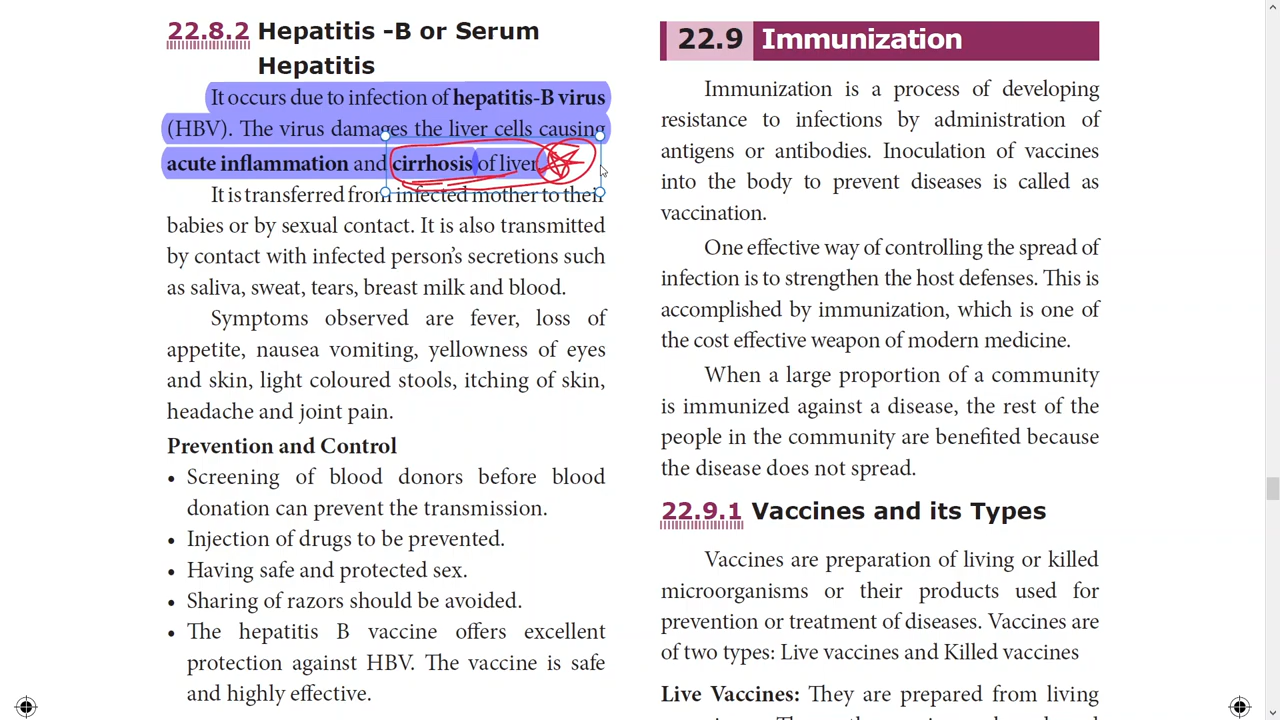 22.8.2 Hepatitis -B or Serum
Hepatitis
It occurs due to infection of hepatitis-B virus
(HBV). The virus damages the liver cells causing
acute inflammation and cirrhosis of liver
It is transferred from infected mother to their
babies or by sexual contact. It is also transmitted
by contact with infected person's secretions such
as saliva, sweat, tears, breast milk and blood.
Symptoms observed are fever, loss of
appetite, nausea vomiting, yellowness of eyes
and skin, light coloured stools, itching of skin,
headache and joint pain.
Prevention and Control
• Screening of blood donors before blood
donation can prevent the transmission.
• Injection of drugs to be prevented.
• Having safe and protected sex.
• Sharing of razors should be avoided.
• The hepatitis B vaccine offers excellent
protection against HBV. The vaccine is safe
and highly effective.
22.9 Immunization
Immunization is a process of developing
resistance to infections by administration of
antigens or antibodies. Inoculation of vaccines
into the body to prevent diseases is called as
vaccination.
One effective way of controlling the spread of
infection is to strengthen the host defenses. This is
accomplished by immunization, which is one of
the cost effective weapon of modern medicine.
When a large proportion of a community
is immunized against a disease, the rest of the
people in the community are benefited because
the disease does not spread.
22.9.1 Vaccines and its Types
Vaccines are preparation of living or killed
microorganisms or their products used for
prevention or treatment of diseases. Vaccines are
of two types: Live vaccines and Killed vaccines
Live Vaccines: They are prepared from living